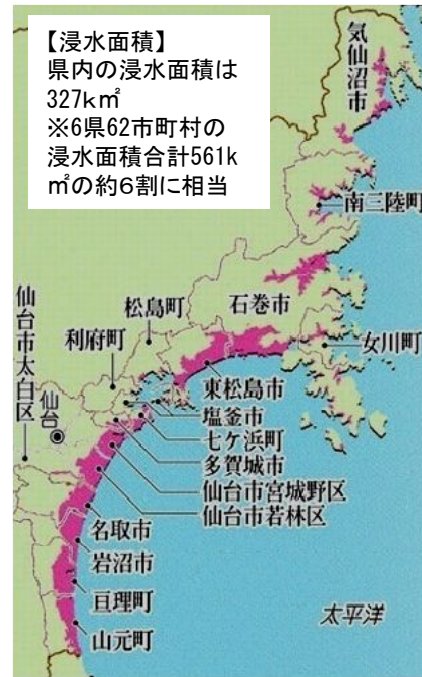 【浸水面積】
県内の浸水面積は
327k㎡
※6県62市町村の
浸水面積合計561k
㎡の約６割に相当
気仙沼市
南三陸町
石巻市
松島町
利府町
女川町
仙台市太白区
仙台
東松島市
塩釜市
七ケ浜町
多賀城市
仙台市宮城野区
仙台市若林区
名取市
岩沼市
亘理町
山元町
太平洋